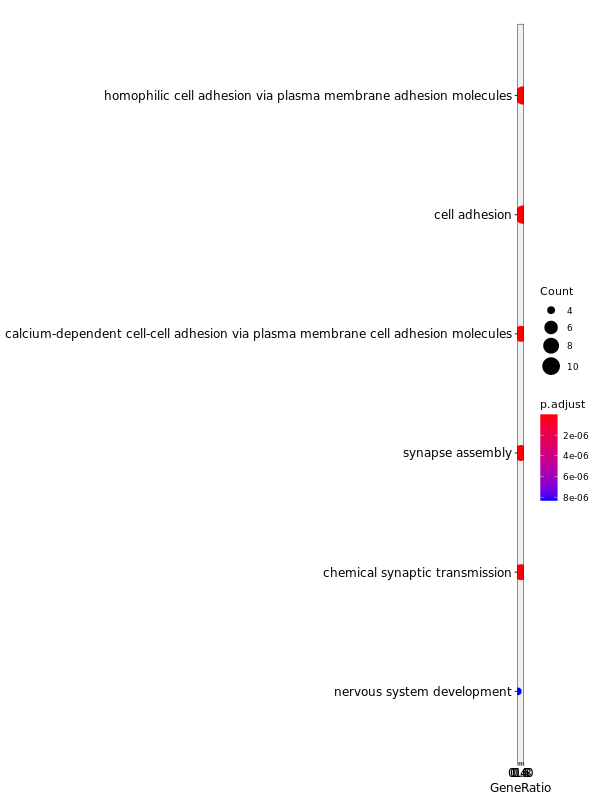 homophilic cell adhesion via plasma membrane adhesion molecules
cell adhesion
calcium-dependent cell-cell adhesion via plasma membrane cell adhesion molecules
synapse assembly
chemical synaptic transmission
nervous system development
GeneRatio
Count
4
6
8
10
p.adjust
2e-06
4e-06
6e-06
8e-06